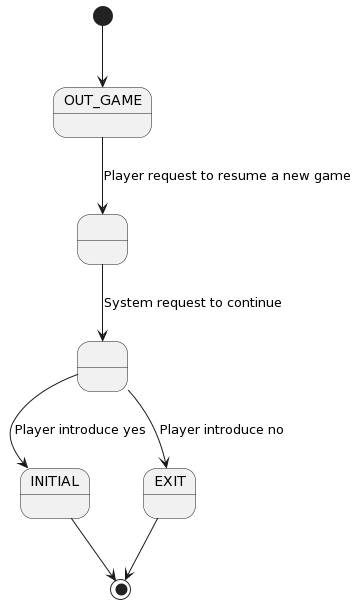 OUT_GAME
Player request to resume a new game
System request to continue
Player introduce yes
Player introduce no
INITIAL
EXIT